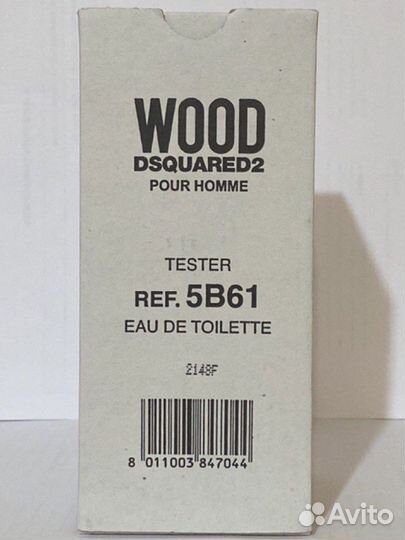 WOOD
DSQUARED2
POUR HOMME
TESTER
REF. 5B61
EAU DE TOILETTE
2148F
8 011003 847044
Avito